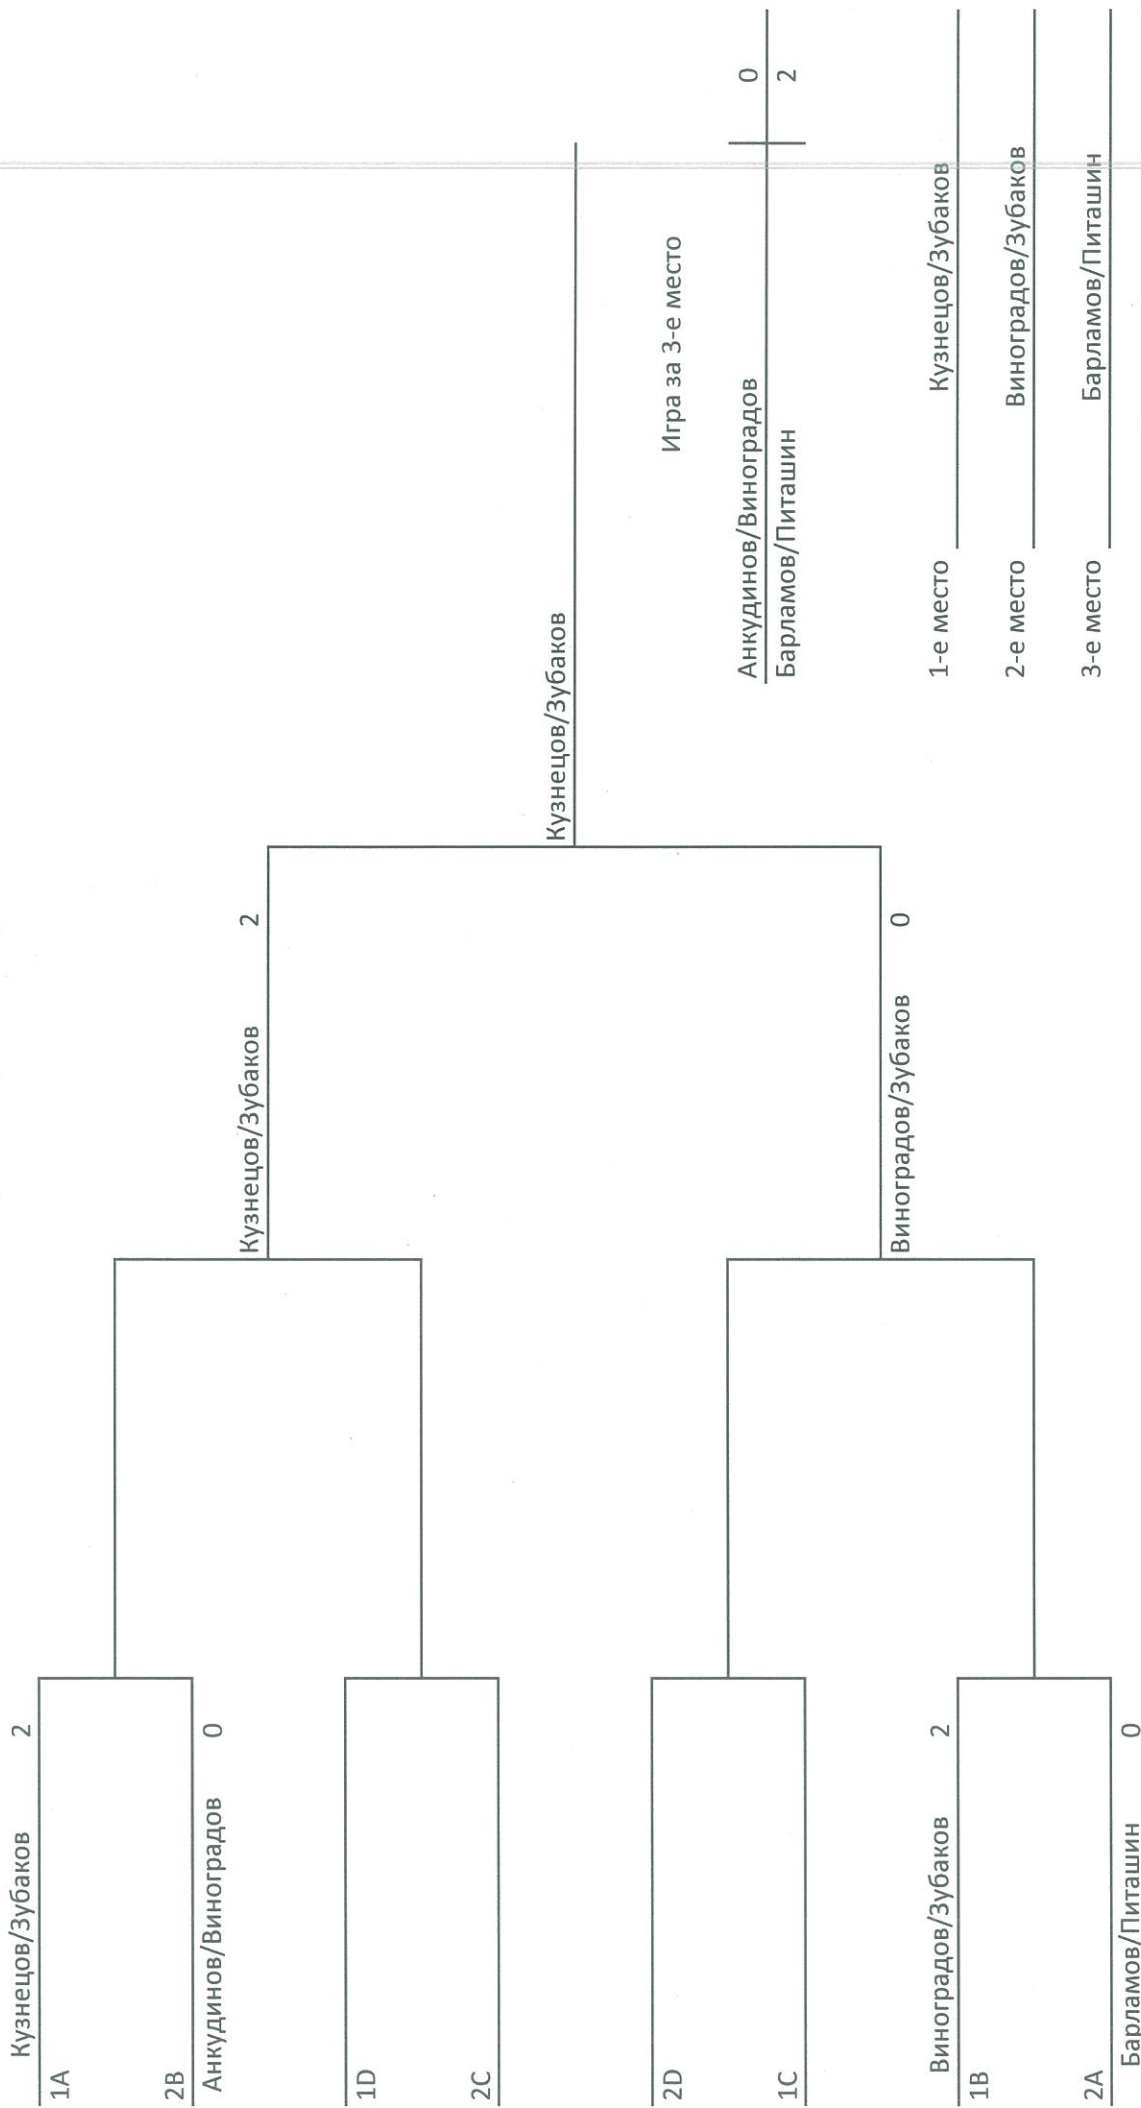 Кузнецов/Зубаков 2
1A
2B
Анкудинов/Виноградов 0
1D
2C
2D
1C
Виноградов/Зубаков 2
1B
2A
Барламов/Питашин 0
Кузнецов/Зубаков 2
Виноградов/Зубаков 0
Кузнецов/Зубаков
Игра за 3-е место
Анкудинов/Виноградов 0
Барламов/Питашин 2
1-е место Кузнецов/Зубаков
2-е место Виноградов/Зубаков
3-е место Барламов/Питашин